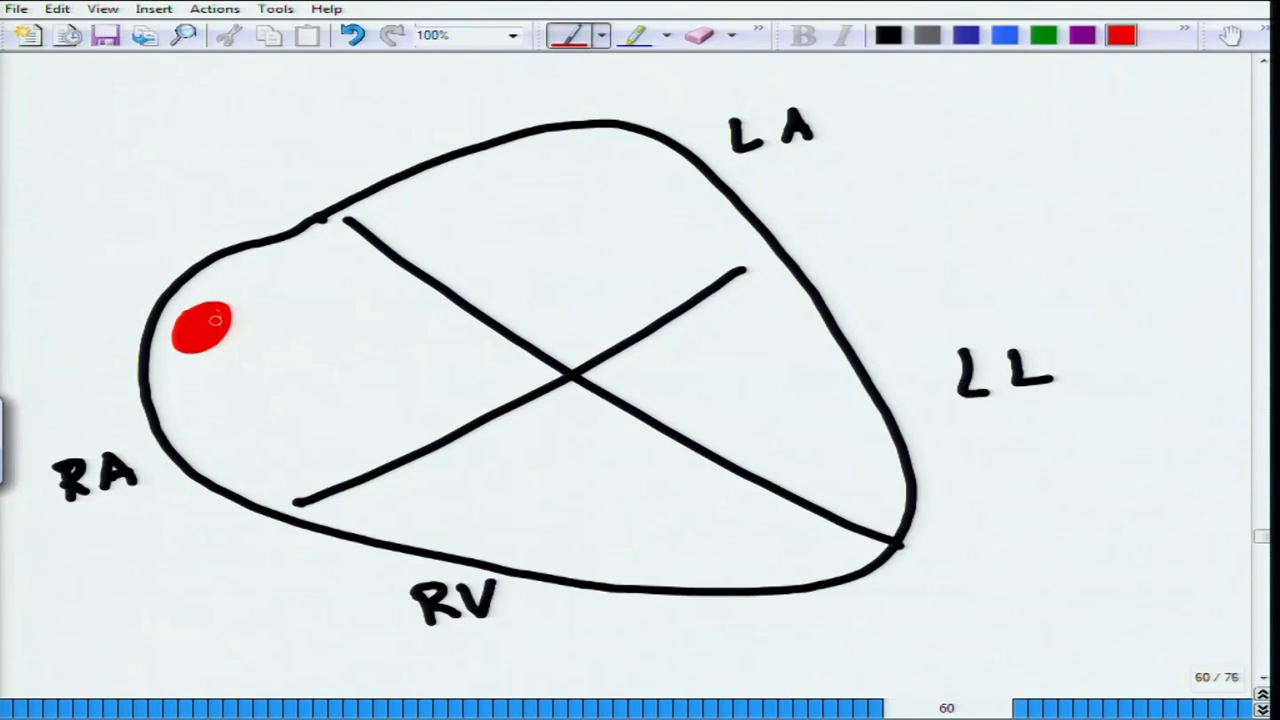 File Edit View Insert Actions Tools Help
100%
B I
LA
LL
RA
RV
60 / 76
60